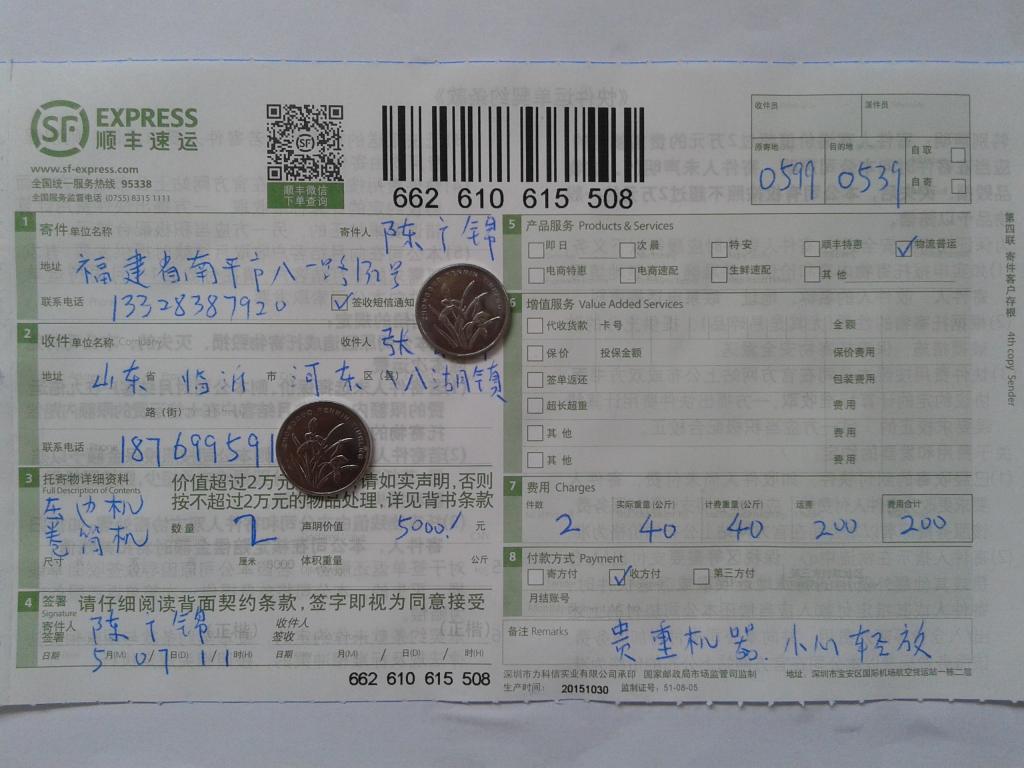 SF EXPRESS
顺丰速运
www.sf-express.com
全国统一服务热线 95338
全国服务监督电话 (0755) 8315 1111
SF
顺丰微信
下单查询
662 610 615 508
收件员
派件员
原寄地 目的地 自取
0599 0539
自寄
1 寄件 单位名称 寄件人 陈广锦
地址 福建省南平市八一路
联系电话 13328387920 签收短信通知
2 收件 单位名称 Company 收件人 张
地址 山东 省 临沂 市 河东 区(县) 八湖镇
路(街)
联系电话 187699591
3 托寄物详细资料
Full Description of Contents
价值超过2万元 请如实声明,否则
按不超过2万元的物品处理,详见背书条款
卷筒机
数量 2 声明价值 5000 元
尺寸 厘米 体积重量 公斤
4 签署 Signature
请仔细阅读背面契约条款,签字即视为同意接受
寄件人签署 陈广锦 (正楷) 收件人签收 (正楷)
日期 5 月(M) 07 日(D) 11 时(H) 日期 月(M) / 日(D) / 时(H)
662 610 615 508
5 产品服务 Products & Services
即日 次晨 特安 顺丰特惠 物流普运
电商特惠 电商速配 生鲜速配 其他
6 增值服务 Value Added Services
代收货款 卡号 金额
保价 投保金额 保价费用
签单返还 包装费用
超长超重 费用
其他 费用
其他 费用
7 费用 Charges
件数 实际重量(公斤) 计费重量(公斤) 运费 费用合计
2 40 40 200 200
8 付款方式 Payment
寄方付 收方付 第三方付
月结账号
备注 Remarks 贵重机器.小心轻放
深圳市力科信实业有限公司承印 国家邮政局市场监管司监制 地址:深圳市宝安区国际机场航空货运站一栋二层
生产时间: 20151030 监制证号: 51-08-05
第四联 寄件客户存根 4th copy Sender